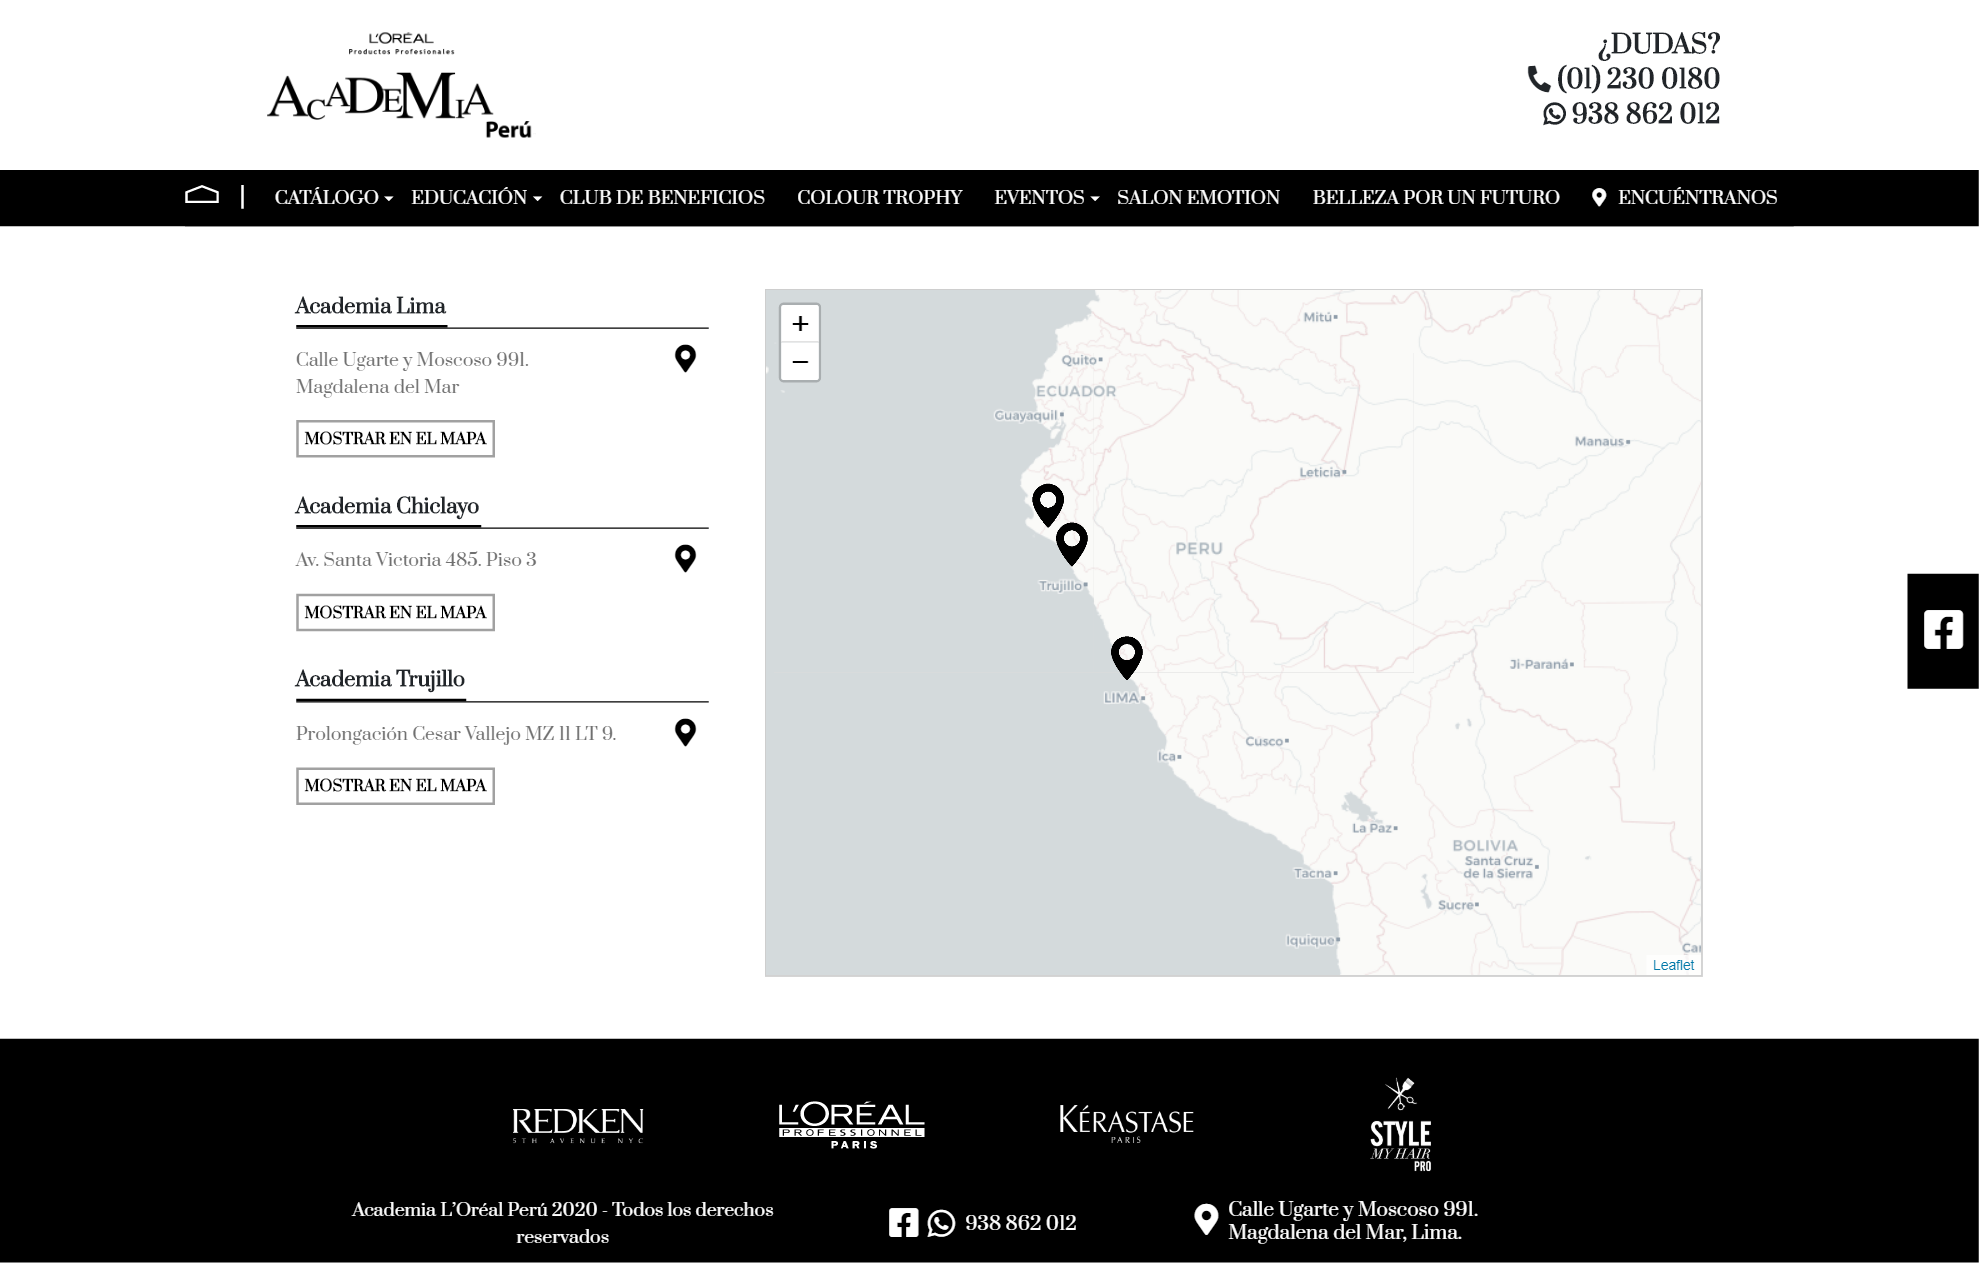 L'ORÉAL
Productos Profesionales
ACADEMIA
Perú
¿DUDAS?
(01) 230 0180
938 862 012
CATÁLOGO
EDUCACIÓN
CLUB DE BENEFICIOS
COLOUR TROPHY
EVENTOS
SALON EMOTION
BELLEZA POR UN FUTURO
ENCUÉNTRANOS
Academia Lima
Calle Ugarte y Moscoso 991.
Magdalena del Mar
MOSTRAR EN EL MAPA
Academia Chiclayo
Av. Santa Victoria 485. Piso 3
MOSTRAR EN EL MAPA
Academia Trujillo
Prolongación Cesar Vallejo MZ 11 LT 9.
MOSTRAR EN EL MAPA
+
−
Mitú
Quito
ECUADOR
Guayaquil
Manaus
Leticia
PERU
Trujillo
Ji-Paraná
LIMA
Cusco
Ica
La Paz
BOLIVIA
Santa Cruz
de la Sierra
Tacna
Sucre
Iquique
Leaflet
REDKEN
5TH AVENUE NYC
L'ORÉAL
PROFESSIONNEL
PARIS
KÉRASTASE
PARIS
STYLE
MY HAIR
PRO
Academia L'Oréal Perú 2020 - Todos los derechos
reservados
938 862 012
Calle Ugarte y Moscoso 991.
Magdalena del Mar, Lima.